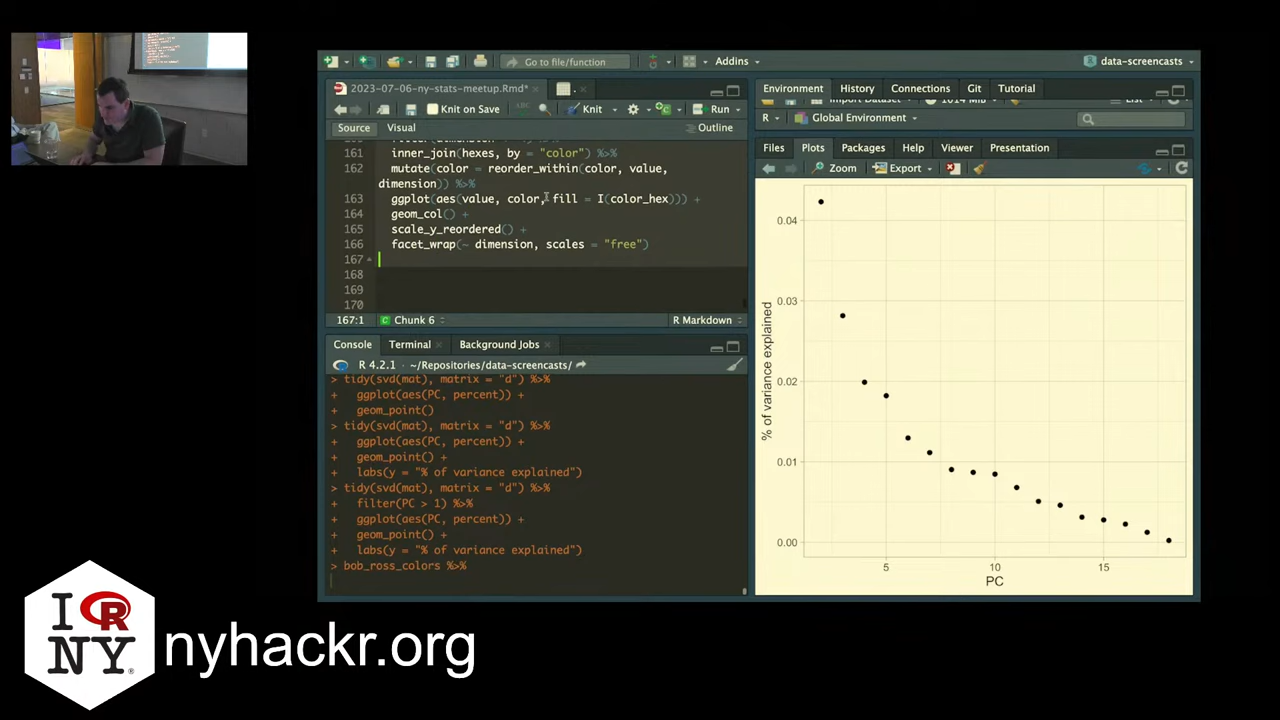 Go to file/function
Addins
data-screencasts
2023-07-06-ny-stats-meetup.Rmd*
Knit on Save
ABC
Knit
Run
Source
Visual
Outline
161 inner_join(hexes, by = "color") %>%
162 mutate(color = reorder_within(color, value,
dimension)) %>%
163 ggplot(aes(value, color, fill = I(color_hex))) +
164 geom_col() +
165 scale_y_reordered() +
166 facet_wrap(~ dimension, scales = "free")
167
168
169
170
167:1
Chunk 6
R Markdown
Console
Terminal
Background Jobs
R 4.2.1 · ~/Repositories/data-screencasts/
> tidy(svd(mat), matrix = "d") %>%
+ ggplot(aes(PC, percent)) +
+ geom_point()
> tidy(svd(mat), matrix = "d") %>%
+ ggplot(aes(PC, percent)) +
+ geom_point() +
+ labs(y = "% of variance explained")
> tidy(svd(mat), matrix = "d") %>%
+ filter(PC > 1) %>%
+ ggplot(aes(PC, percent)) +
+ geom_point() +
+ labs(y = "% of variance explained")
> bob_ross_colors %>%
Environment
History
Connections
Git
Tutorial
R
Global Environment
Files
Plots
Packages
Help
Viewer
Presentation
Zoom
Export
0.04
0.03
0.02
0.01
0.00
% of variance explained
5
10
15
PC
I R
NY
nyhackr.org